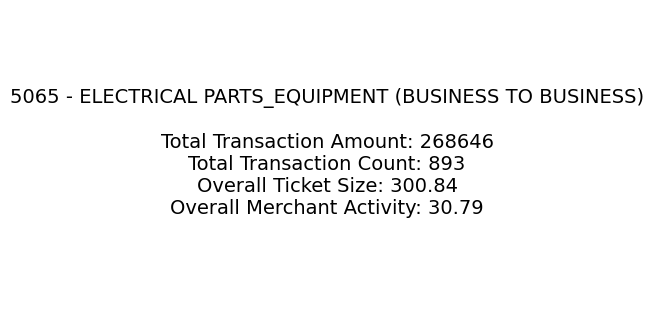 5065 - ELECTRICAL PARTS_EQUIPMENT (BUSINESS TO BUSINESS)
Total Transaction Amount: 268646
Total Transaction Count: 893
Overall Ticket Size: 300.84
Overall Merchant Activity: 30.79